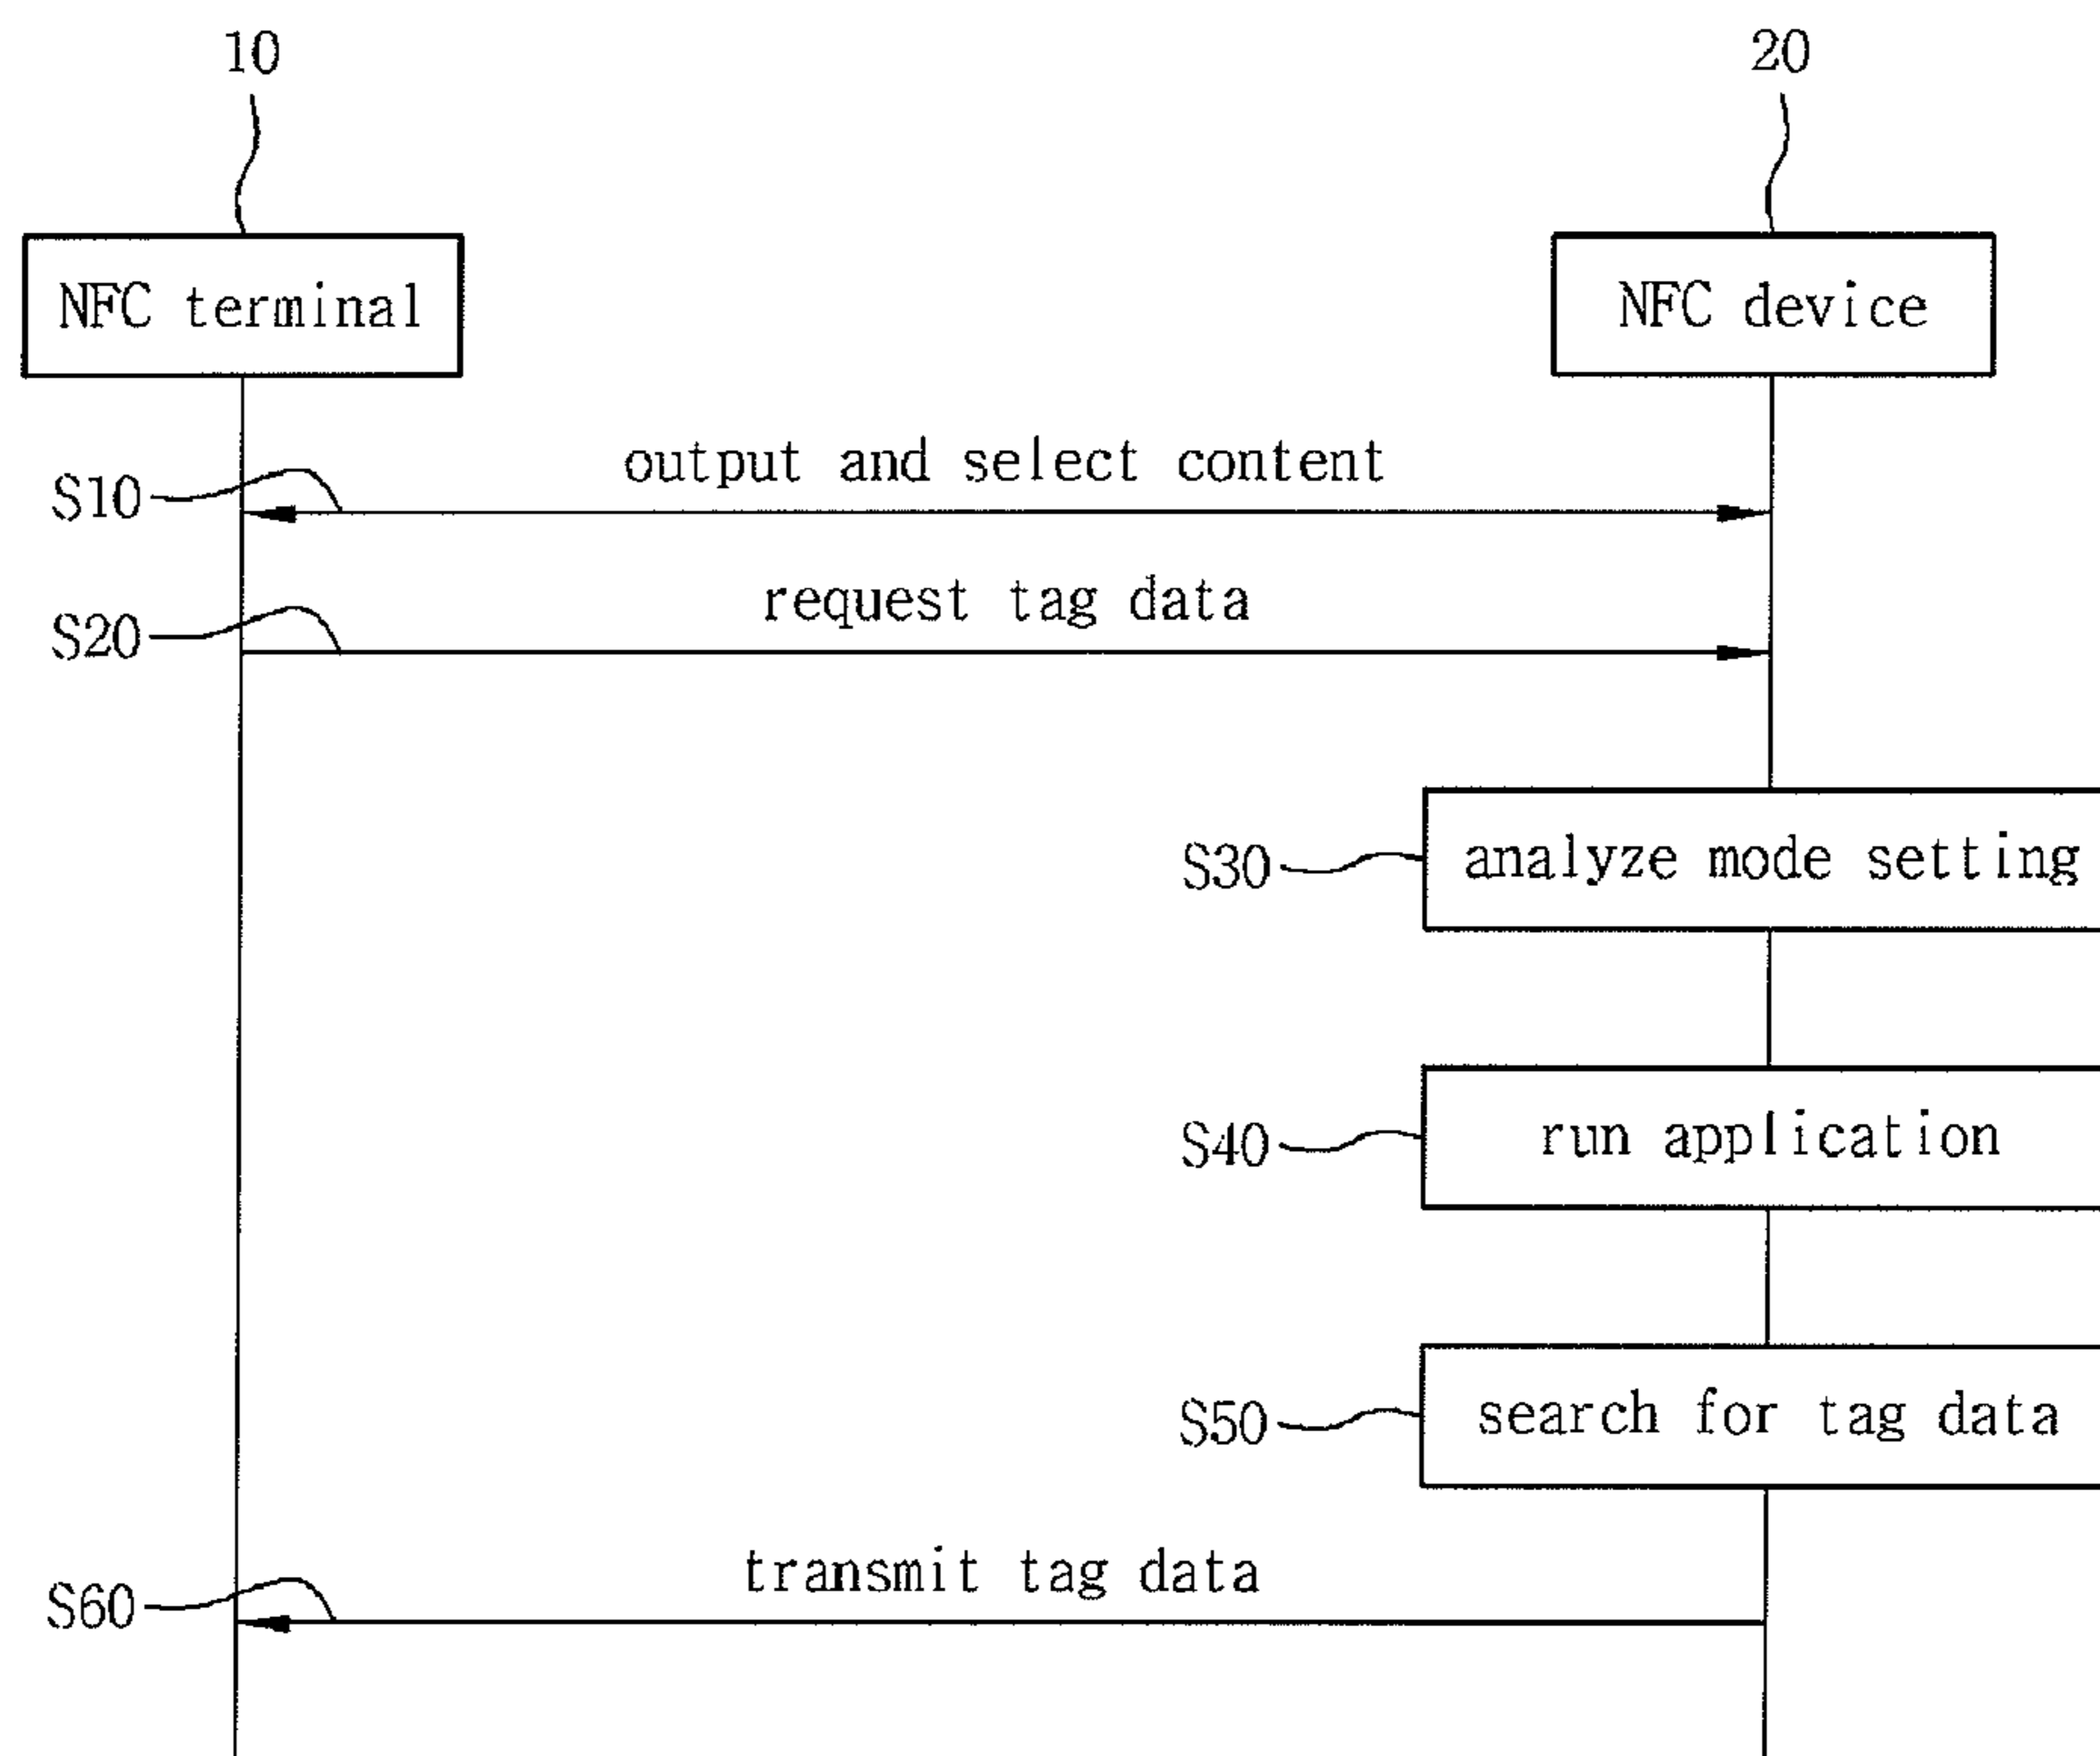 10
20
NFC terminal
NFC device
output and select content
S10
request tag data
S20
S30
analyze mode setting
S40
run application
S50
search for tag data
transmit tag data
S60